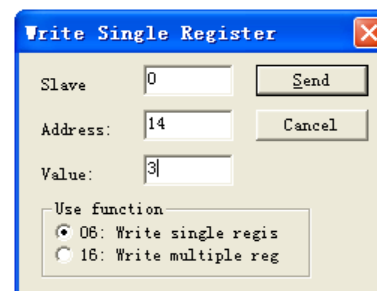 Write Single Register
Slave 0 Send
Address: 14 Cancel
Value: 3
Use function
06: Write single regis
16: Write multiple reg